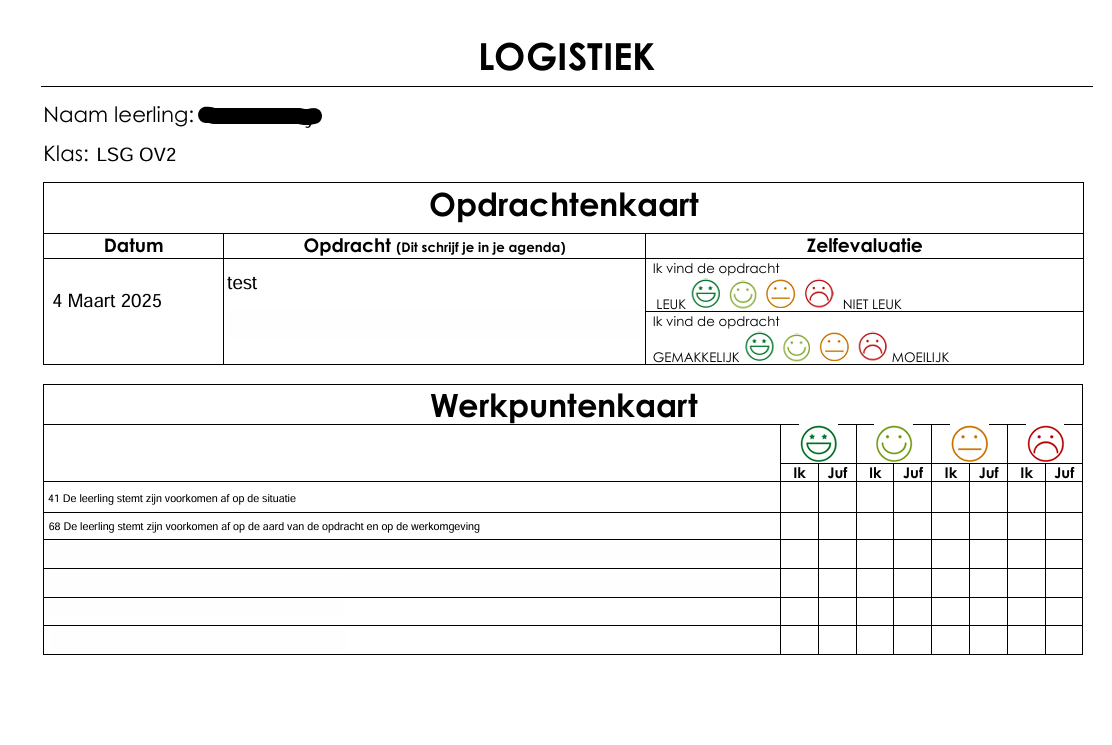 LOGISTIEK
Naam leerling:
Klas: LSG OV2
Opdrachtenkaart
Datum Opdracht (Dit schrijf je in je agenda) Zelfevaluatie
4 Maart 2025 test
Ik vind de opdracht
LEUK NIET LEUK
Ik vind de opdracht
GEMAKKELIJK MOEILIJK
Werkpuntenkaart
Ik Juf Ik Juf Ik Juf Ik Juf
41 De leerling stemt zijn voorkomen af op de situatie
68 De leerling stemt zijn voorkomen af op de aard van de opdracht en op de werkomgeving